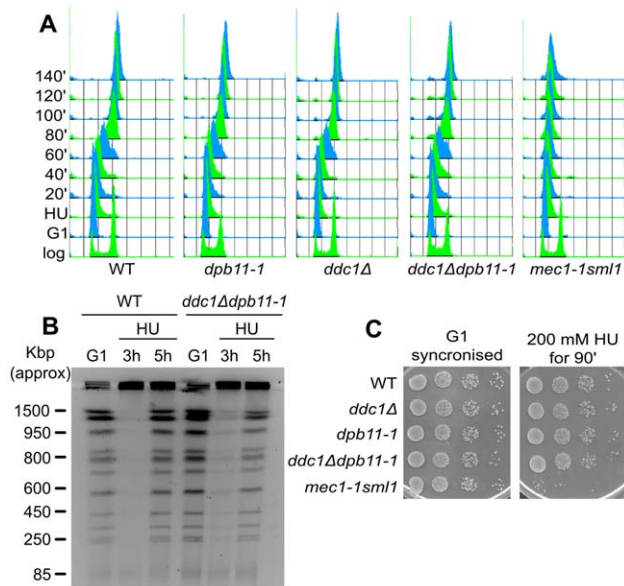 A
140'
120'
100'
80'
60'
40'
20'
HU
G1
log
WT dpb11-1 ddc1Δ ddc1Δdpb11-1 mec1-1sml1
B
WT ddc1Δdpb11-1
HU HU
Kbp
(approx)
G1 3h 5h G1 3h 5h
1500
950
800
600
450
250
85
C
G1
syncronised
200 mM HU
for 90'
WT
ddc1Δ
dpb11-1
ddc1Δdpb11-1
mec1-1sml1